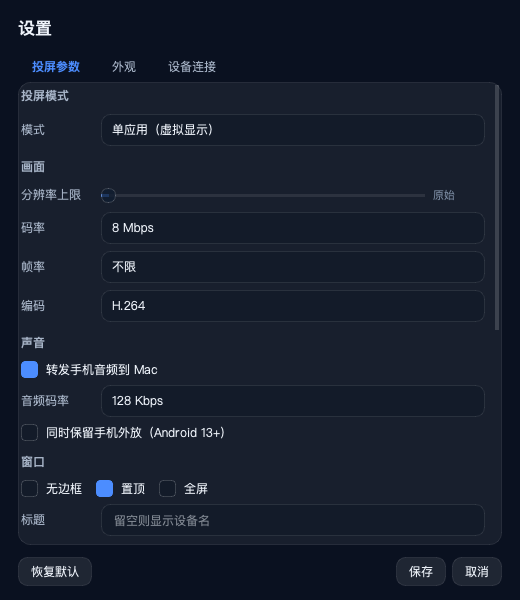 设置
投屏参数 外观 设备连接
投屏模式
模式 单应用（虚拟显示）
画面
分辨率上限 原始
码率 8 Mbps
帧率 不限
编码 H.264
声音
转发手机音频到 Mac
音频码率 128 Kbps
同时保留手机外放（Android 13+）
窗口
无边框 置顶 全屏
标题 留空则显示设备名
恢复默认 保存 取消